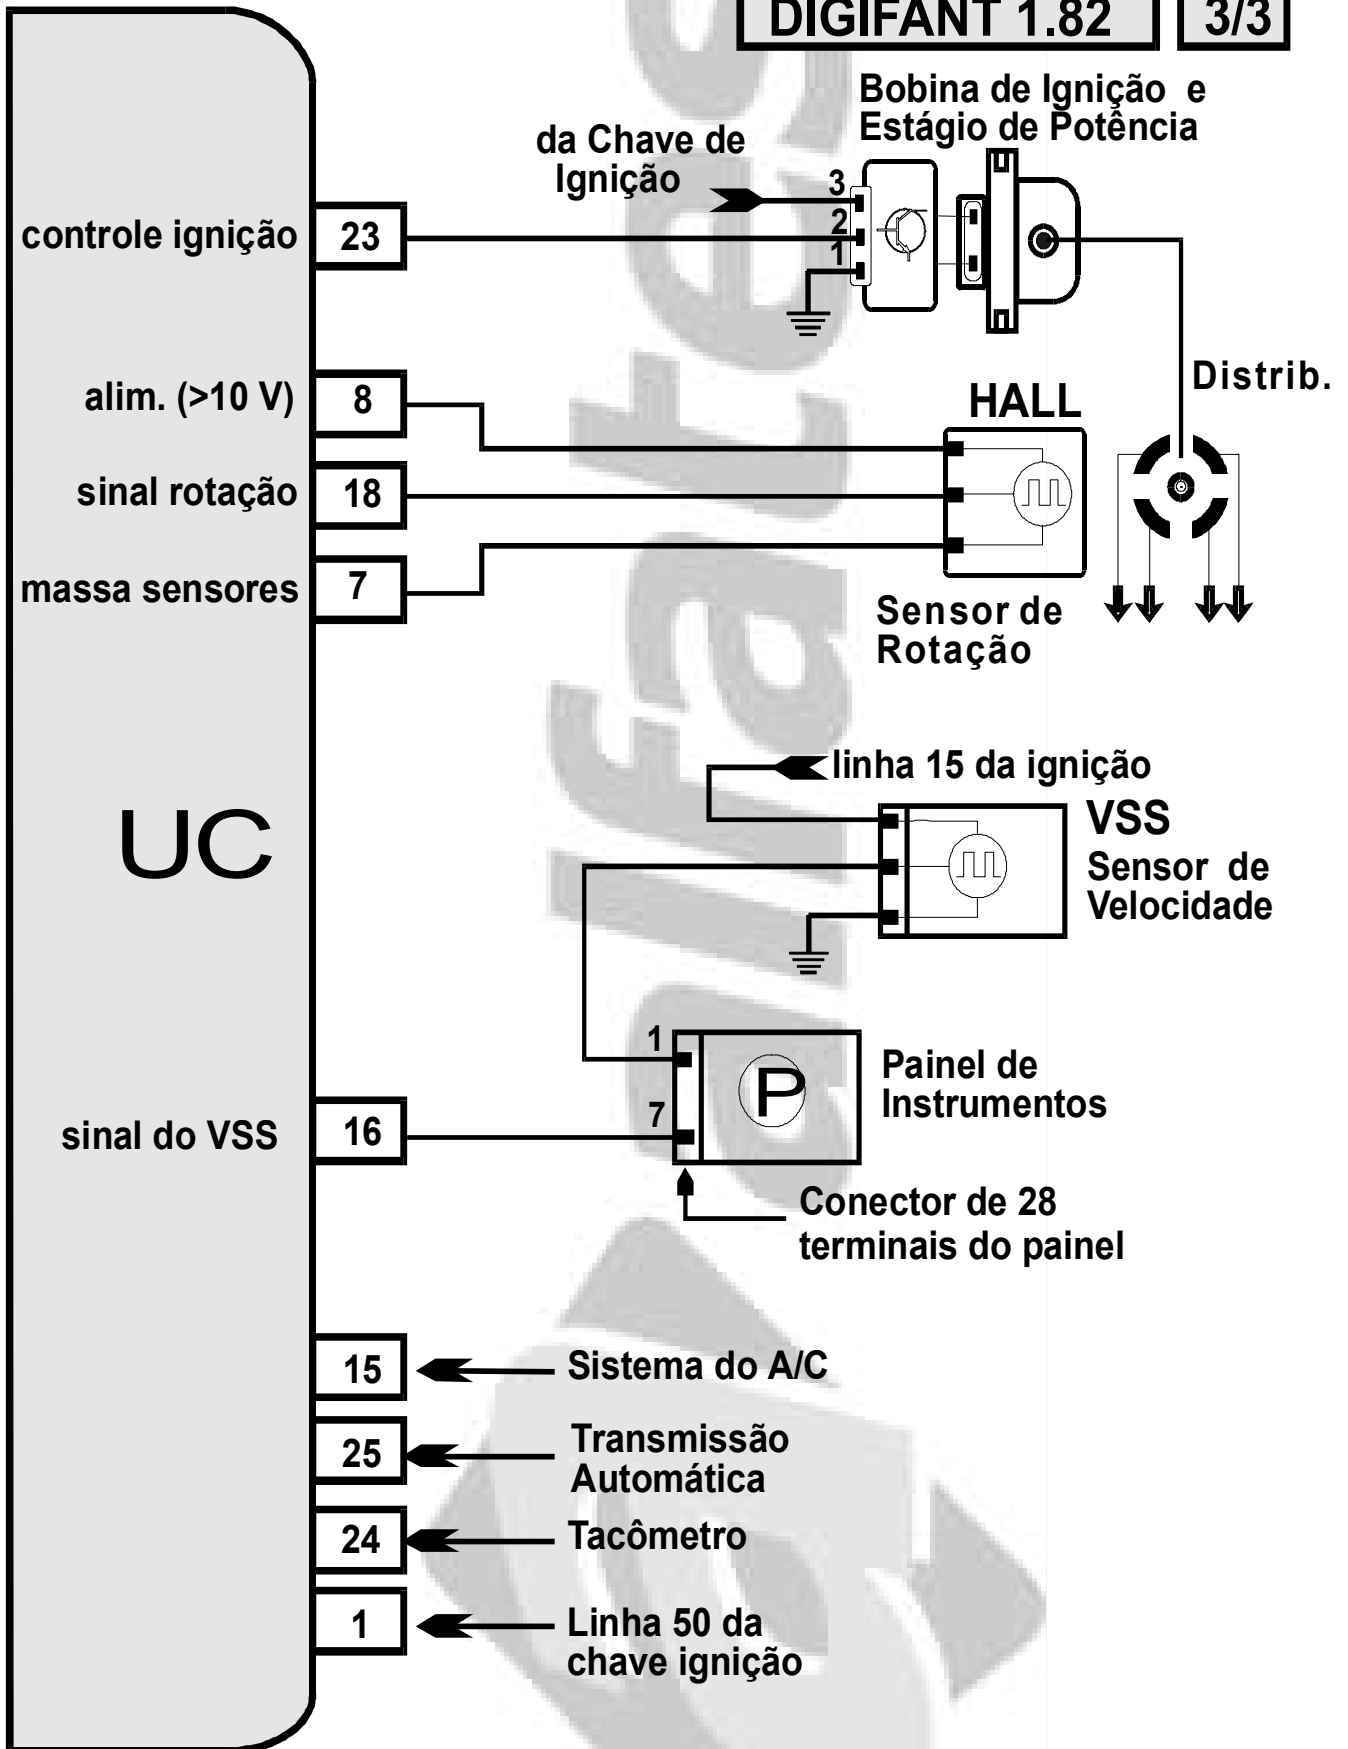 DIGIFANT 1.82
3/3
Bobina de Ignição e
Estágio de Potência
da Chave de
Ignição
3
2
1
controle ignição
23
alim. (>10 V)
8
HALL
Distrib.
sinal rotação
18
massa sensores
7
Sensor de
Rotação
linha 15 da ignição
VSS
Sensor de
Velocidade
UC
1
7
P
Painel de
Instrumentos
sinal do VSS
16
Conector de 28
terminais do painel
15
Sistema do A/C
25
Transmissão
Automática
24
Tacômetro
1
Linha 50 da
chave ignição